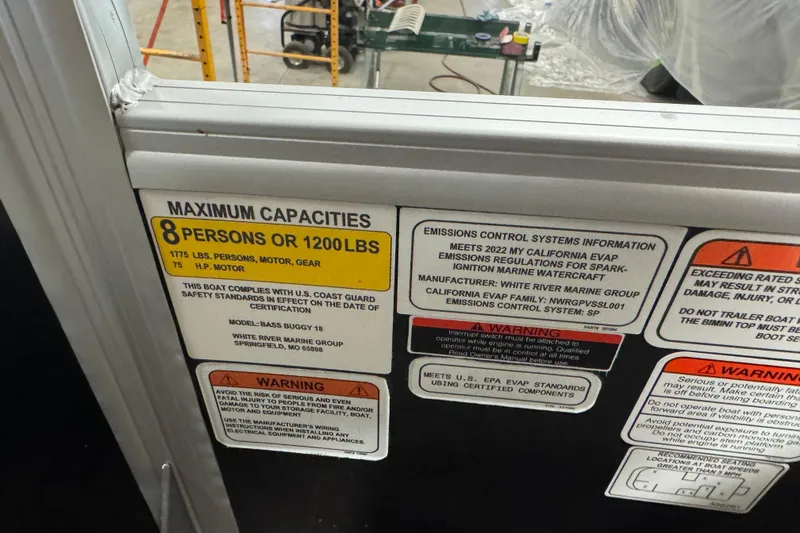 MAXIMUM CAPACITIES
8 PERSONS OR 1200 LBS
1775 LBS. PERSONS, MOTOR, GEAR
75 H.P. MOTOR
THIS BOAT COMPLIES WITH U.S. COAST GUARD
SAFETY STANDARDS IN EFFECT ON THE DATE OF
CERTIFICATION
MODEL: BASS BUGGY 18
WHITE RIVER MARINE GROUP
SPRINGFIELD, MO 65898
WARNING
AVOID THE RISK OF SERIOUS AND EVEN
FATAL INJURY TO PEOPLE FROM FIRE AND/OR
DAMAGE TO YOUR STORAGE FACILITY, BOAT,
MOTOR AND EQUIPMENT
USE THE MANUFACTURER'S WIRING
INSTRUCTIONS WHEN INSTALLING ANY
ELECTRICAL EQUIPMENT AND APPLIANCES.
EMISSIONS CONTROL SYSTEMS INFORMATION
MEETS 2022 MY CALIFORNIA EVAP
EMISSIONS REGULATIONS FOR SPARK-
IGNITION MARINE WATERCRAFT
MANUFACTURER: WHITE RIVER MARINE GROUP
CALIFORNIA EVAP FAMILY: NWRGPVSSL001
EMISSIONS CONTROL SYSTEM: SP
WARNING
Interrupt switch must be attached to
operator while engine is running. Qualified
operator must be in control at all times
Read Owner's Manual before use.
MEETS U.S. EPA EVAP STANDARDS
USING CERTIFIED COMPONENTS
EXCEEDING RATED
MAY RESULT IN
DAMAGE, INJURY, OR
DO NOT TRAILER BOAT
THE BIMINI TOP MUST BE
BOOT
WARNING
Serious or potentially
may result. Make certain
is off before using boarding
Do not operate boat with
forward area if visibility is
Avoid potential exposure to
propellers and carbon monoxide
Do not occupy stern platform
while engine is running
RECOMMENDED SEATING
LOCATIONS AT BOAT SPEEDS
GREATER THAN 5 MPH